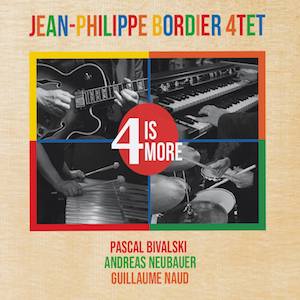 JEAN-PHILIPPE BORDIER 4TET
4 IS
MORE
PASCAL BIVALSKI
ANDREAS NEUBAUER
GUILLAUME NAUD